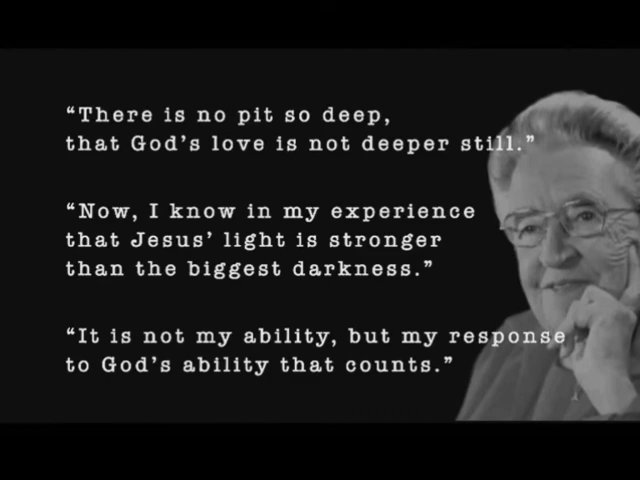 “There is no pit so deep,
that God’s love is not deeper still.”
“Now, I know in my experience
that Jesus’ light is stronger
than the biggest darkness.”
“It is not my ability, but my response
to God’s ability that counts.”